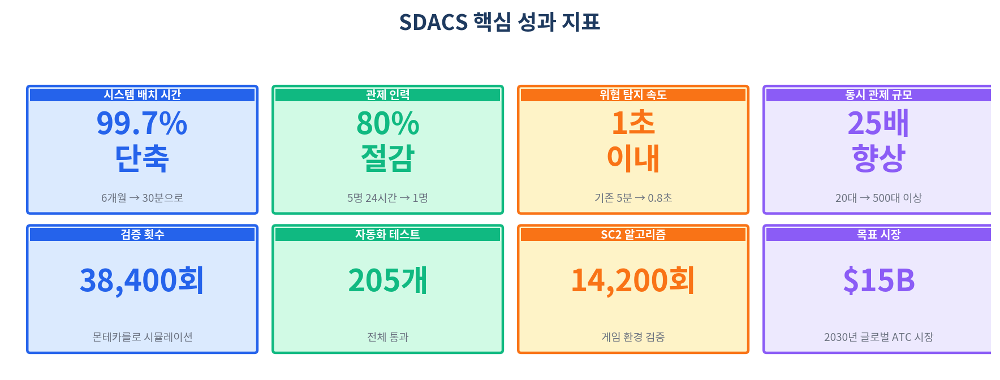 SDACS 핵심 성과 지표
시스템 배치 시간
99.7%
단축
6개월 → 30분으로
관제 인력
80%
절감
5명 24시간 → 1명
위협 탐지 속도
1초
이내
기존 5분 → 0.8초
동시 관제 규모
25배
향상
20대 → 500대 이상
검증 횟수
38,400회
몬테카를로 시뮬레이션
자동화 테스트
205개
전체 통과
SC2 알고리즘
14,200회
게임 환경 검증
목표 시장
$15B
2030년 글로벌 ATC 시장